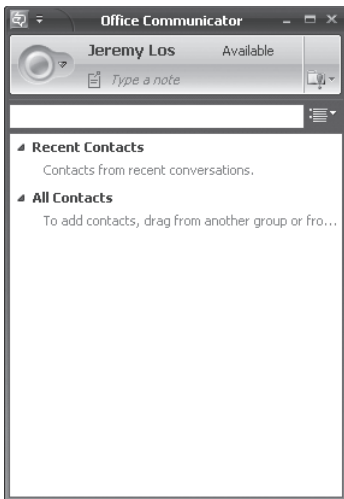 Office Communicator
Jeremy Los Available
Type a note
Recent Contacts
Contacts from recent conversations.
All Contacts
To add contacts, drag from another group or fro...